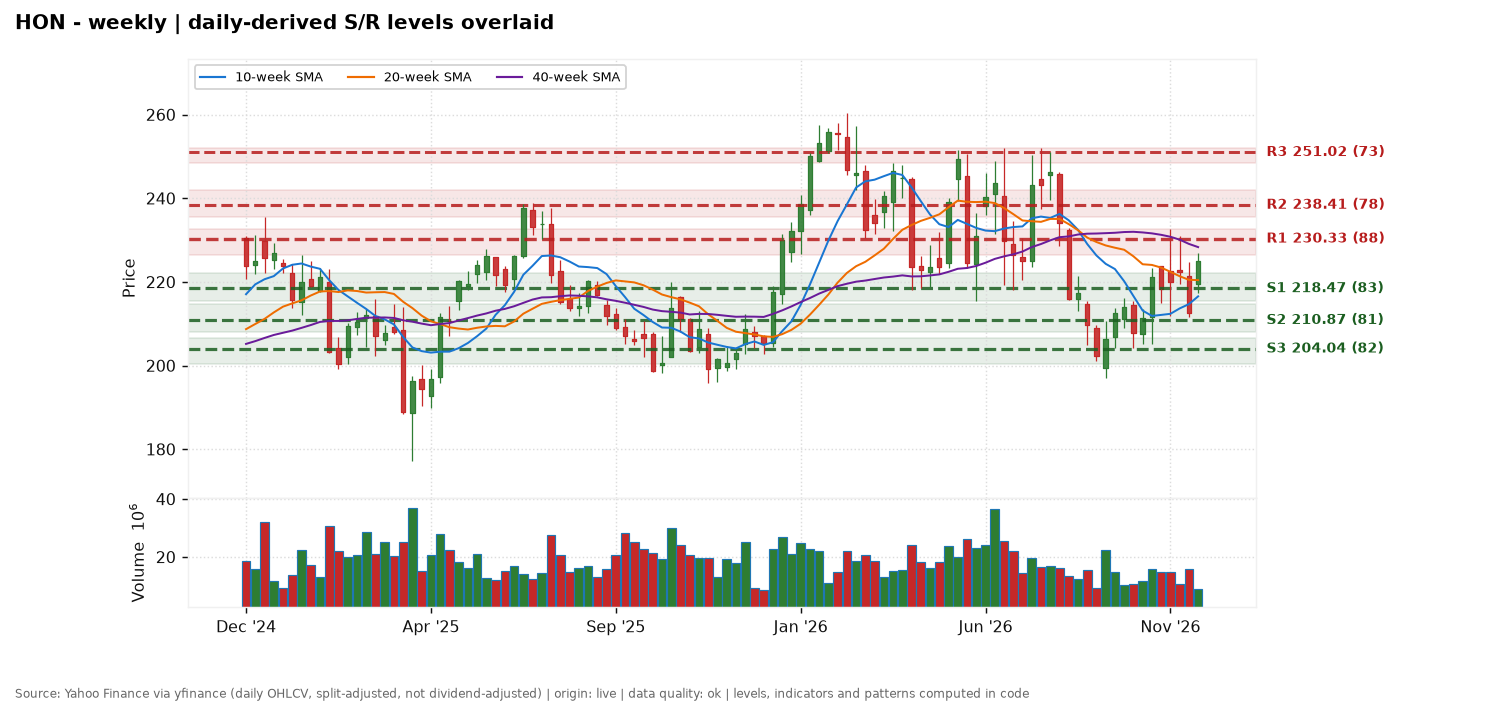 HON - weekly | daily-derived S/R levels overlaid
10-week SMA
20-week SMA
40-week SMA
Price
260
240
220
200
180
R3 251.02 (73)
R2 238.41 (78)
R1 230.33 (88)
S1 218.47 (83)
S2 210.87 (81)
S3 204.04 (82)
Volume 10⁶
40
20
Dec '24
Apr '25
Sep '25
Jan '26
Jun '26
Nov '26
Source: Yahoo Finance via yfinance (daily OHLCV, split-adjusted, not dividend-adjusted) | origin: live | data quality: ok | levels, indicators and patterns computed in code